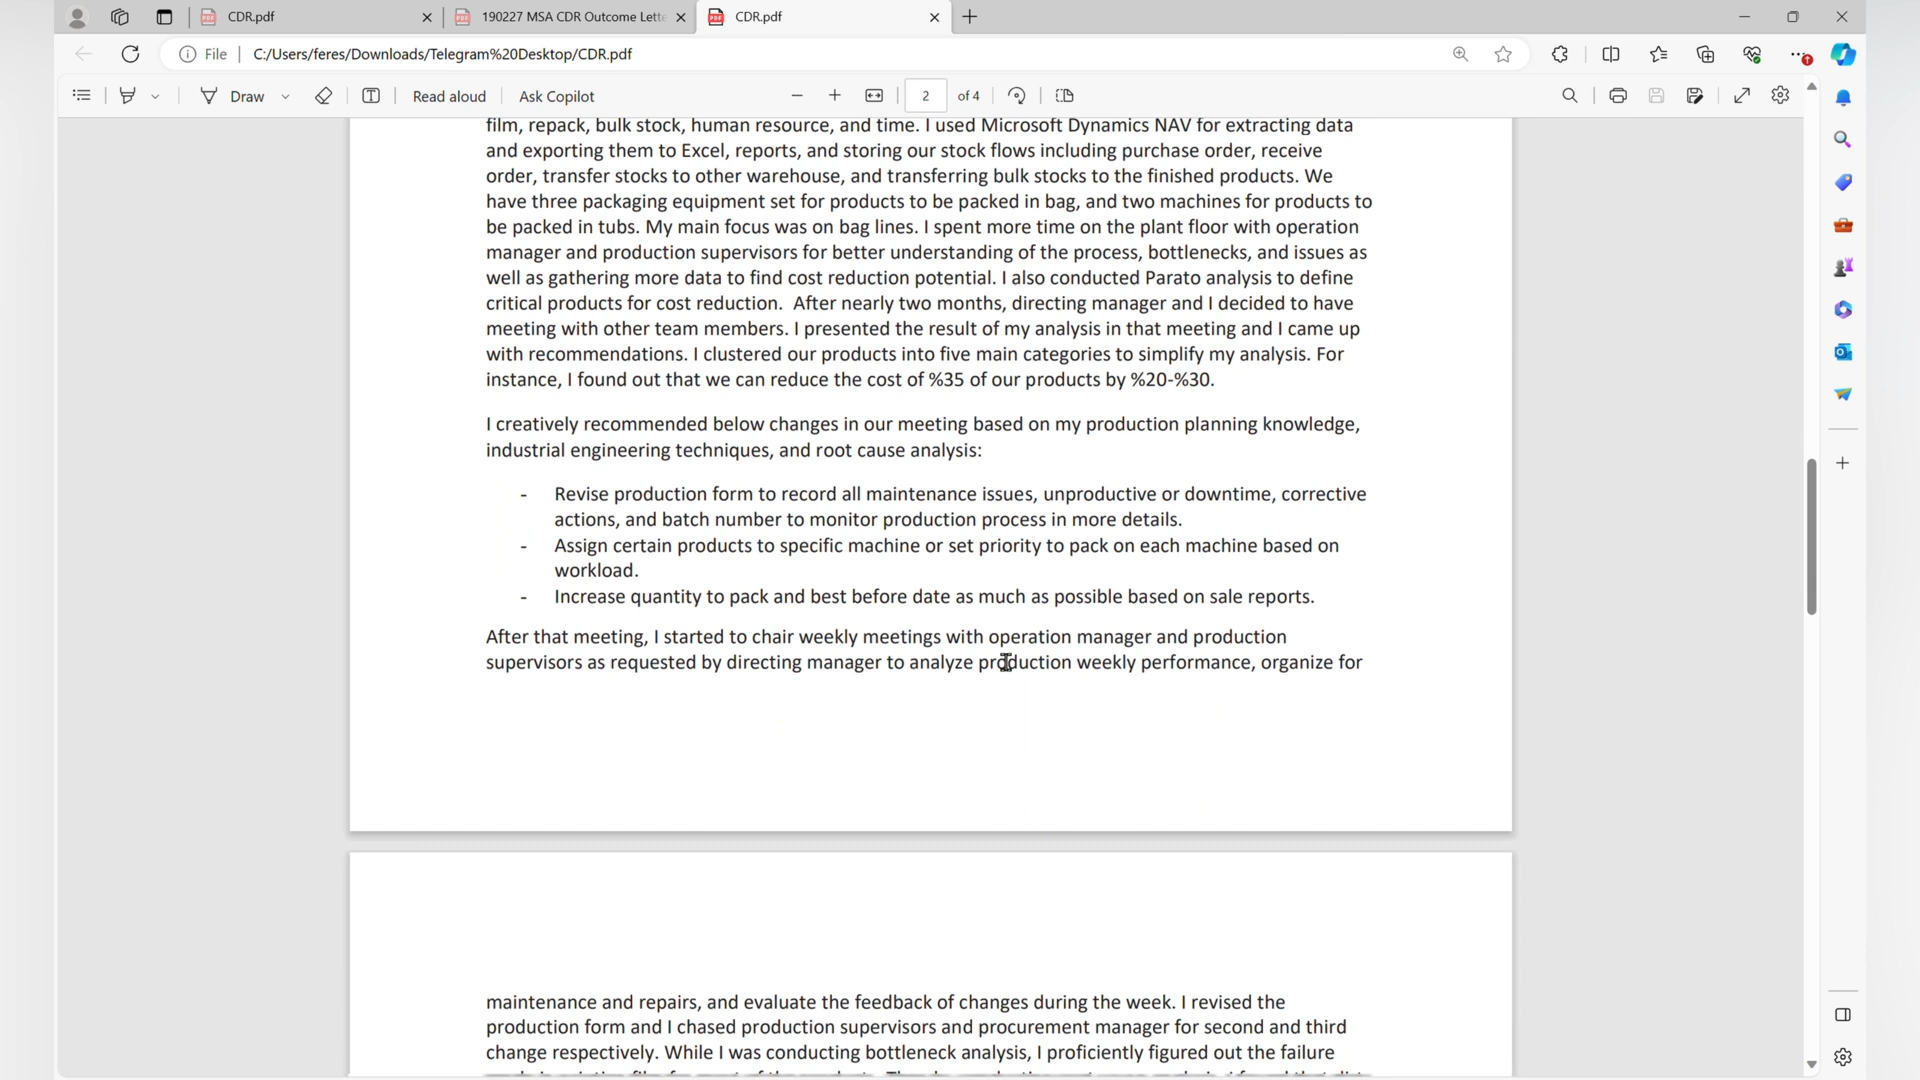 CDR.pdf
190227 MSA CDR Outcome Lette
CDR.pdf
File
C:/Users/feres/Downloads/Telegram%20Desktop/CDR.pdf
Draw
Read aloud
Ask Copilot
2
of 4
film, repack, bulk stock, human resource, and time. I used Microsoft Dynamics NAV for extracting data
and exporting them to Excel, reports, and storing our stock flows including purchase order, receive
order, transfer stocks to other warehouse, and transferring bulk stocks to the finished products. We
have three packaging equipment set for products to be packed in bag, and two machines for products to
be packed in tubs. My main focus was on bag lines. I spent more time on the plant floor with operation
manager and production supervisors for better understanding of the process, bottlenecks, and issues as
well as gathering more data to find cost reduction potential. I also conducted Parato analysis to define
critical products for cost reduction.  After nearly two months, directing manager and I decided to have
meeting with other team members. I presented the result of my analysis in that meeting and I came up
with recommendations. I clustered our products into five main categories to simplify my analysis. For
instance, I found out that we can reduce the cost of %35 of our products by %20-%30.
I creatively recommended below changes in our meeting based on my production planning knowledge,
industrial engineering techniques, and root cause analysis:
- Revise production form to record all maintenance issues, unproductive or downtime, corrective
actions, and batch number to monitor production process in more details.
- Assign certain products to specific machine or set priority to pack on each machine based on
workload.
- Increase quantity to pack and best before date as much as possible based on sale reports.
After that meeting, I started to chair weekly meetings with operation manager and production
supervisors as requested by directing manager to analyze production weekly performance, organize for
maintenance and repairs, and evaluate the feedback of changes during the week. I revised the
production form and I chased production supervisors and procurement manager for second and third
change respectively. While I was conducting bottleneck analysis, I proficiently figured out the failure